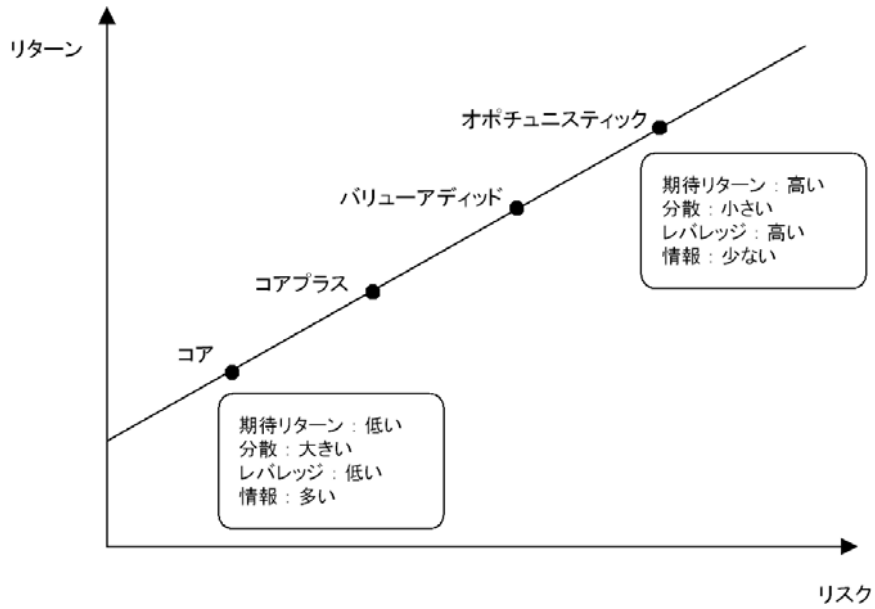 リターン
オポチュニスティック
期待リターン：高い
分散：小さい
レバレッジ：高い
情報：少ない
バリューアディッド
コアプラス
コア
期待リターン：低い
分散：大きい
レバレッジ：低い
情報：多い
リスク